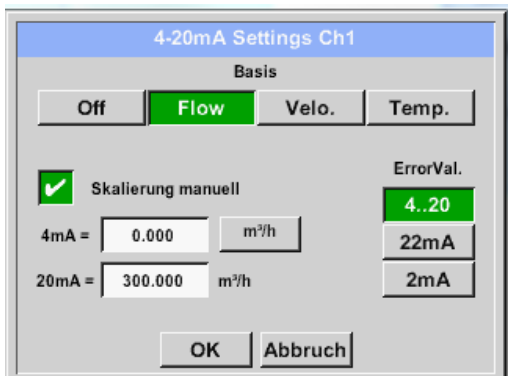 4-20mA Settings Ch1
Basis
Off Flow Velo. Temp.
ErrorVal.
Skalierung manuell
4..20
4mA = 0.000 m³/h
22mA
20mA = 300.000 m³/h
2mA
OK Abbruch